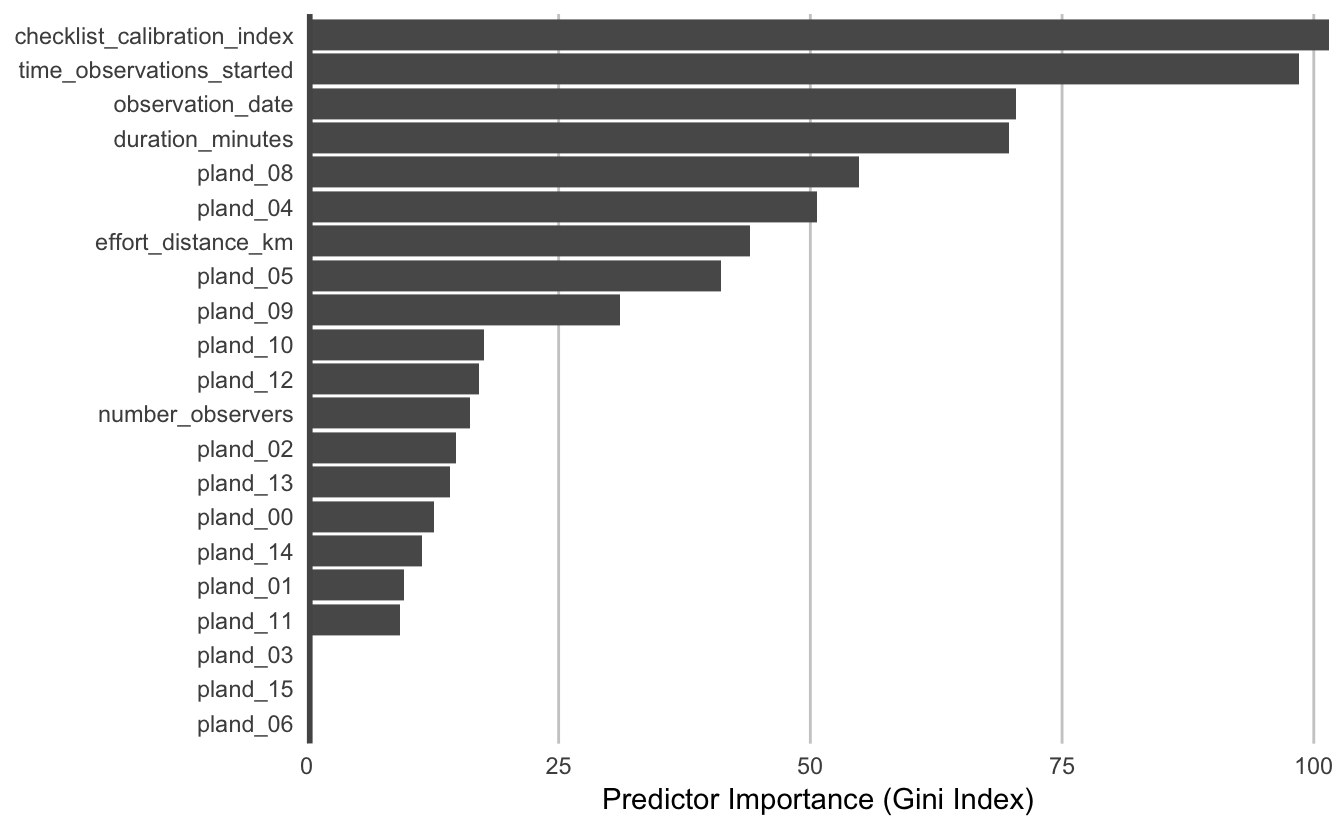 checklist_calibration_index
time_observations_started
observation_date
duration_minutes
pland_08
pland_04
effort_distance_km
pland_05
pland_09
pland_10
pland_12
number_observers
pland_02
pland_13
pland_00
pland_14
pland_01
pland_11
pland_03
pland_15
pland_06
0 25 50 75 100
Predictor Importance (Gini Index)